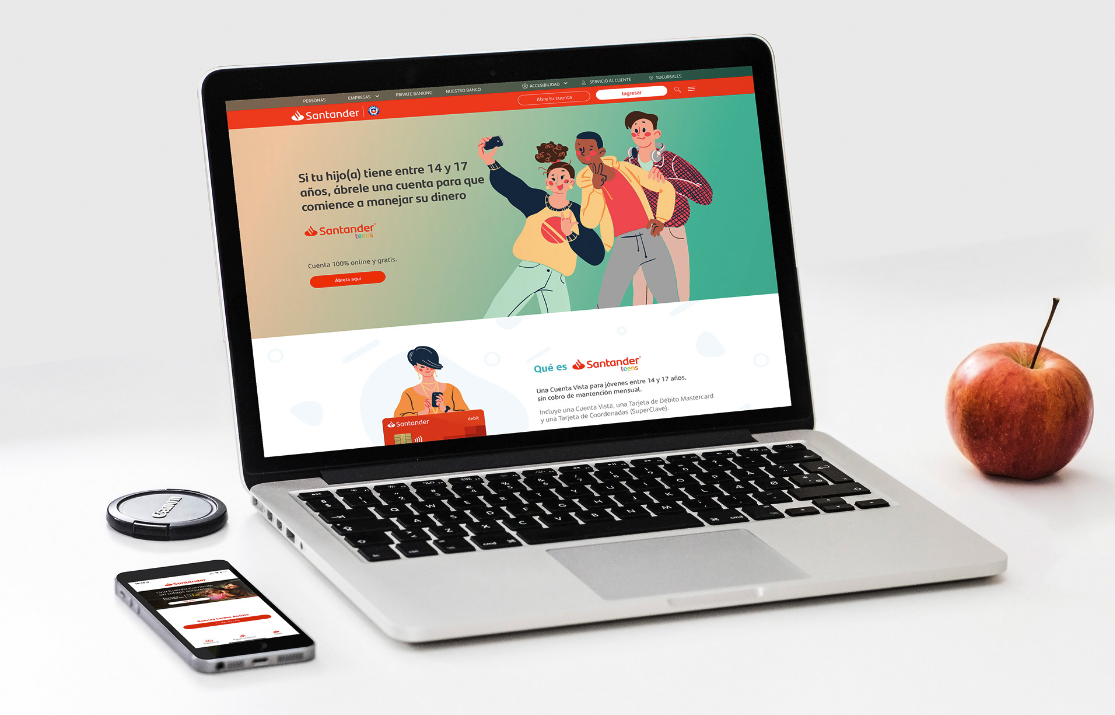 PERSONAS EMPRESAS PRIVATE BANKING NUESTRO BANCO ACCESIBILIDAD SERVICIO AL CLIENTE SUCURSALES
Santander Abre tu cuenta Ingresar
Si tu hijo(a) tiene entre 14 y 17
años, ábrele una cuenta para que
comience a manejar su dinero
Santander
teens
Cuenta 100% online y gratis.
Ábrela aquí
Qué es Santander
teens
Una Cuenta Vista para jóvenes entre 14 y 17 años,
sin cobro de mantención mensual.
Incluye una Cuenta Vista, una Tarjeta de Débito Mastercard
y una Tarjeta de Coordenadas (SuperClave).
Santander debit
Santander